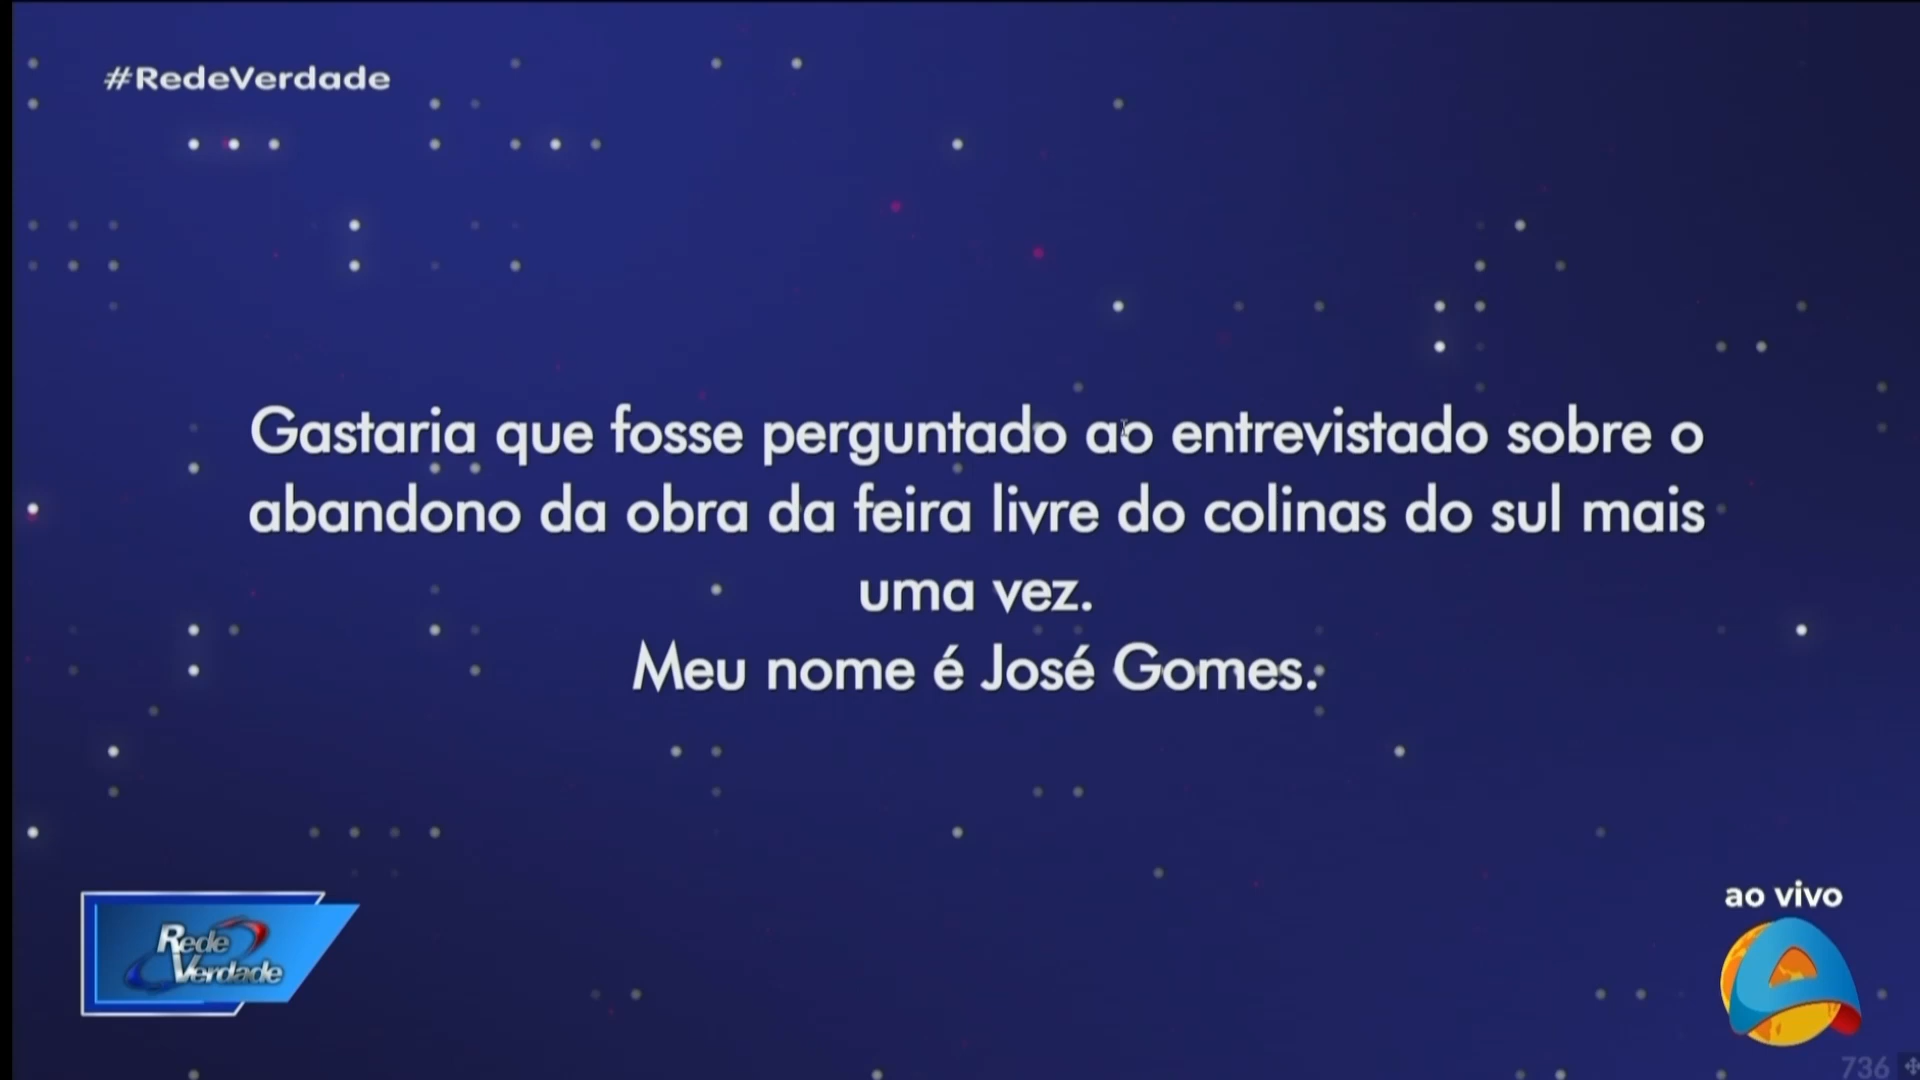 #RedeVerdade
Gastaria que fosse perguntado ao entrevistado sobre o
abandono da obra da feira livre do colinas do sul mais
uma vez.
Meu nome é José Gomes.
Rede
Verdade
ao vivo
736